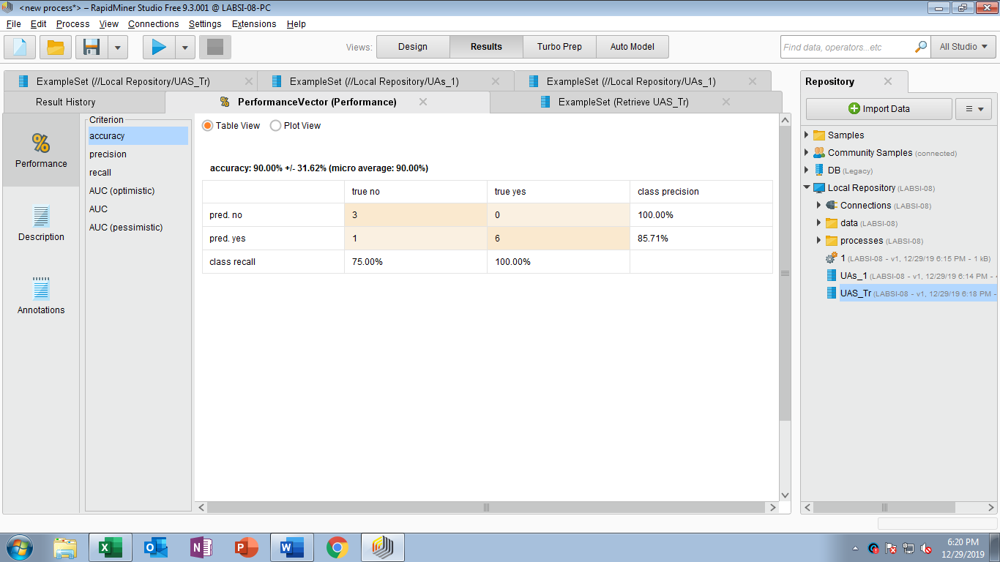 <new process*> – RapidMiner Studio Free 9.3.001 @ LABSI-08-PC
File Edit Process View Connections Settings Extensions Help
Views: Design Results Turbo Prep Auto Model Find data, operators...etc All Studio
ExampleSet (//Local Repository/UAS_Tr) ExampleSet (//Local Repository/UAs_1) ExampleSet (//Local Repository/UAs_1)
Result History PerformanceVector (Performance) ExampleSet (Retrieve UAS_Tr)
Performance
Description
Annotations
Criterion
accuracy
precision
recall
AUC (optimistic)
AUC
AUC (pessimistic)
Table View Plot View
accuracy: 90.00% +/- 31.62% (micro average: 90.00%)
true no true yes class precision
pred. no 3 0 100.00%
pred. yes 1 6 85.71%
class recall 75.00% 100.00%
Repository
Import Data
Samples
Community Samples (connected)
DB (Legacy)
Local Repository (LABSI-08)
Connections (LABSI-08)
data (LABSI-08)
processes (LABSI-08)
1 (LABSI-08 - v1, 12/29/19 6:15 PM - 1 kB)
UAs_1 (LABSI-08 - v1, 12/29/19 6:14 PM -
UAS_Tr (LABSI-08 - v1, 12/29/19 6:18 PM -
6:20 PM
12/29/2019